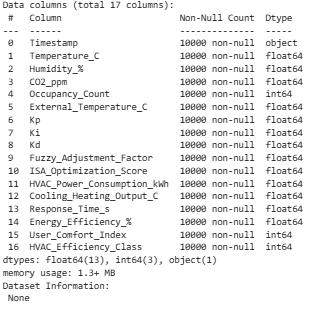 Data columns (total 17 columns):
 #   Column                     Non-Null Count  Dtype
---  ------                     --------------  -----
 0   Timestamp                  10000 non-null  object
 1   Temperature_C              10000 non-null  float64
 2   Humidity_%                 10000 non-null  float64
 3   CO2_ppm                    10000 non-null  float64
 4   Occupancy_Count            10000 non-null  int64
 5   External_Temperature_C     10000 non-null  float64
 6   Kp                         10000 non-null  float64
 7   Ki                         10000 non-null  float64
 8   Kd                         10000 non-null  float64
 9   Fuzzy_Adjustment_Factor    10000 non-null  float64
 10  ISA_Optimization_Score     10000 non-null  float64
 11  HVAC_Power_Consumption_kWh 10000 non-null  float64
 12  Cooling_Heating_Output_C   10000 non-null  float64
 13  Response_Time_s            10000 non-null  float64
 14  Energy_Efficiency_%        10000 non-null  float64
 15  User_Comfort_Index         10000 non-null  int64
 16  HVAC_Efficiency_Class      10000 non-null  int64
dtypes: float64(13), int64(3), object(1)
memory usage: 1.3+ MB
Dataset Information:
 None